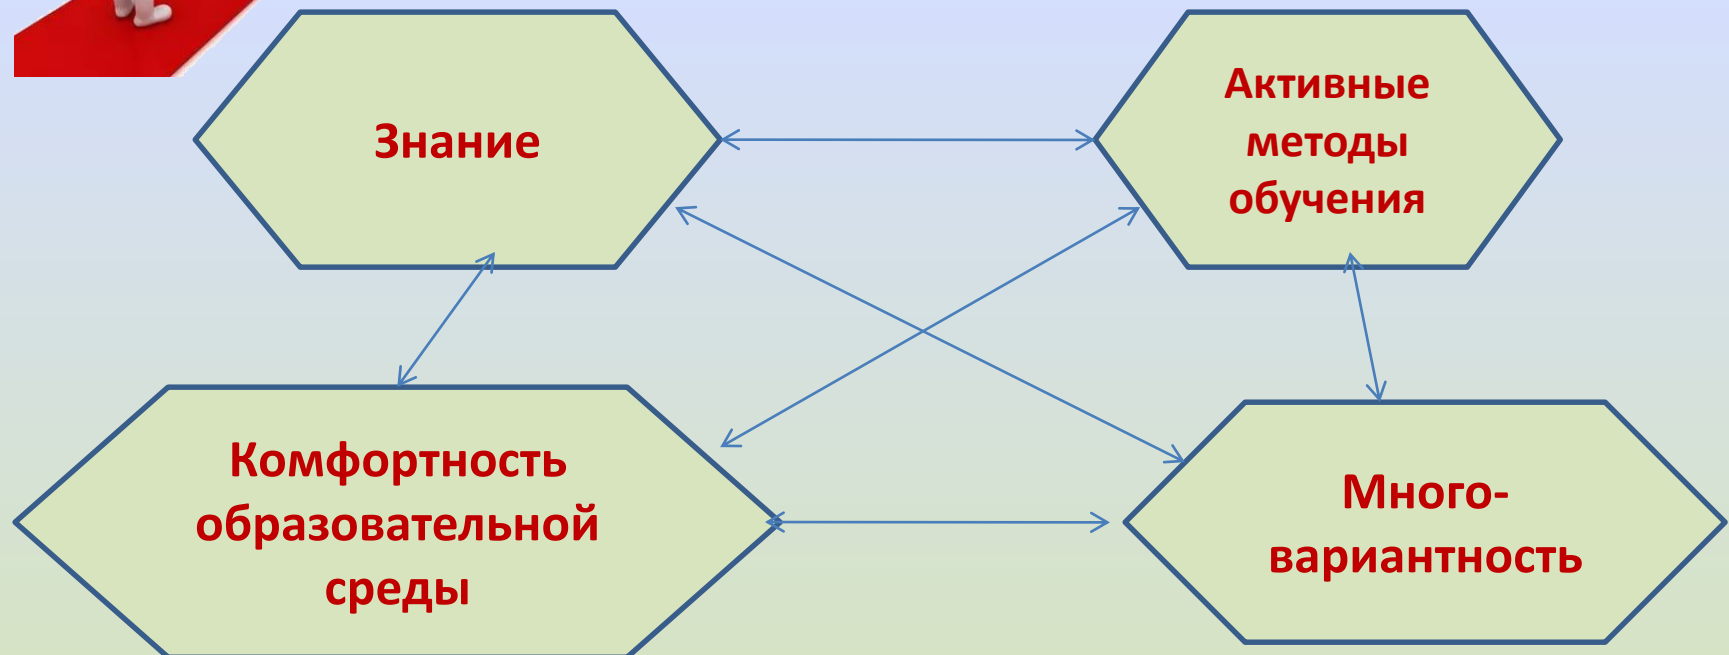 Знание
Активные
методы
обучения
Комфортность
образовательной
среды
Много-
вариантность